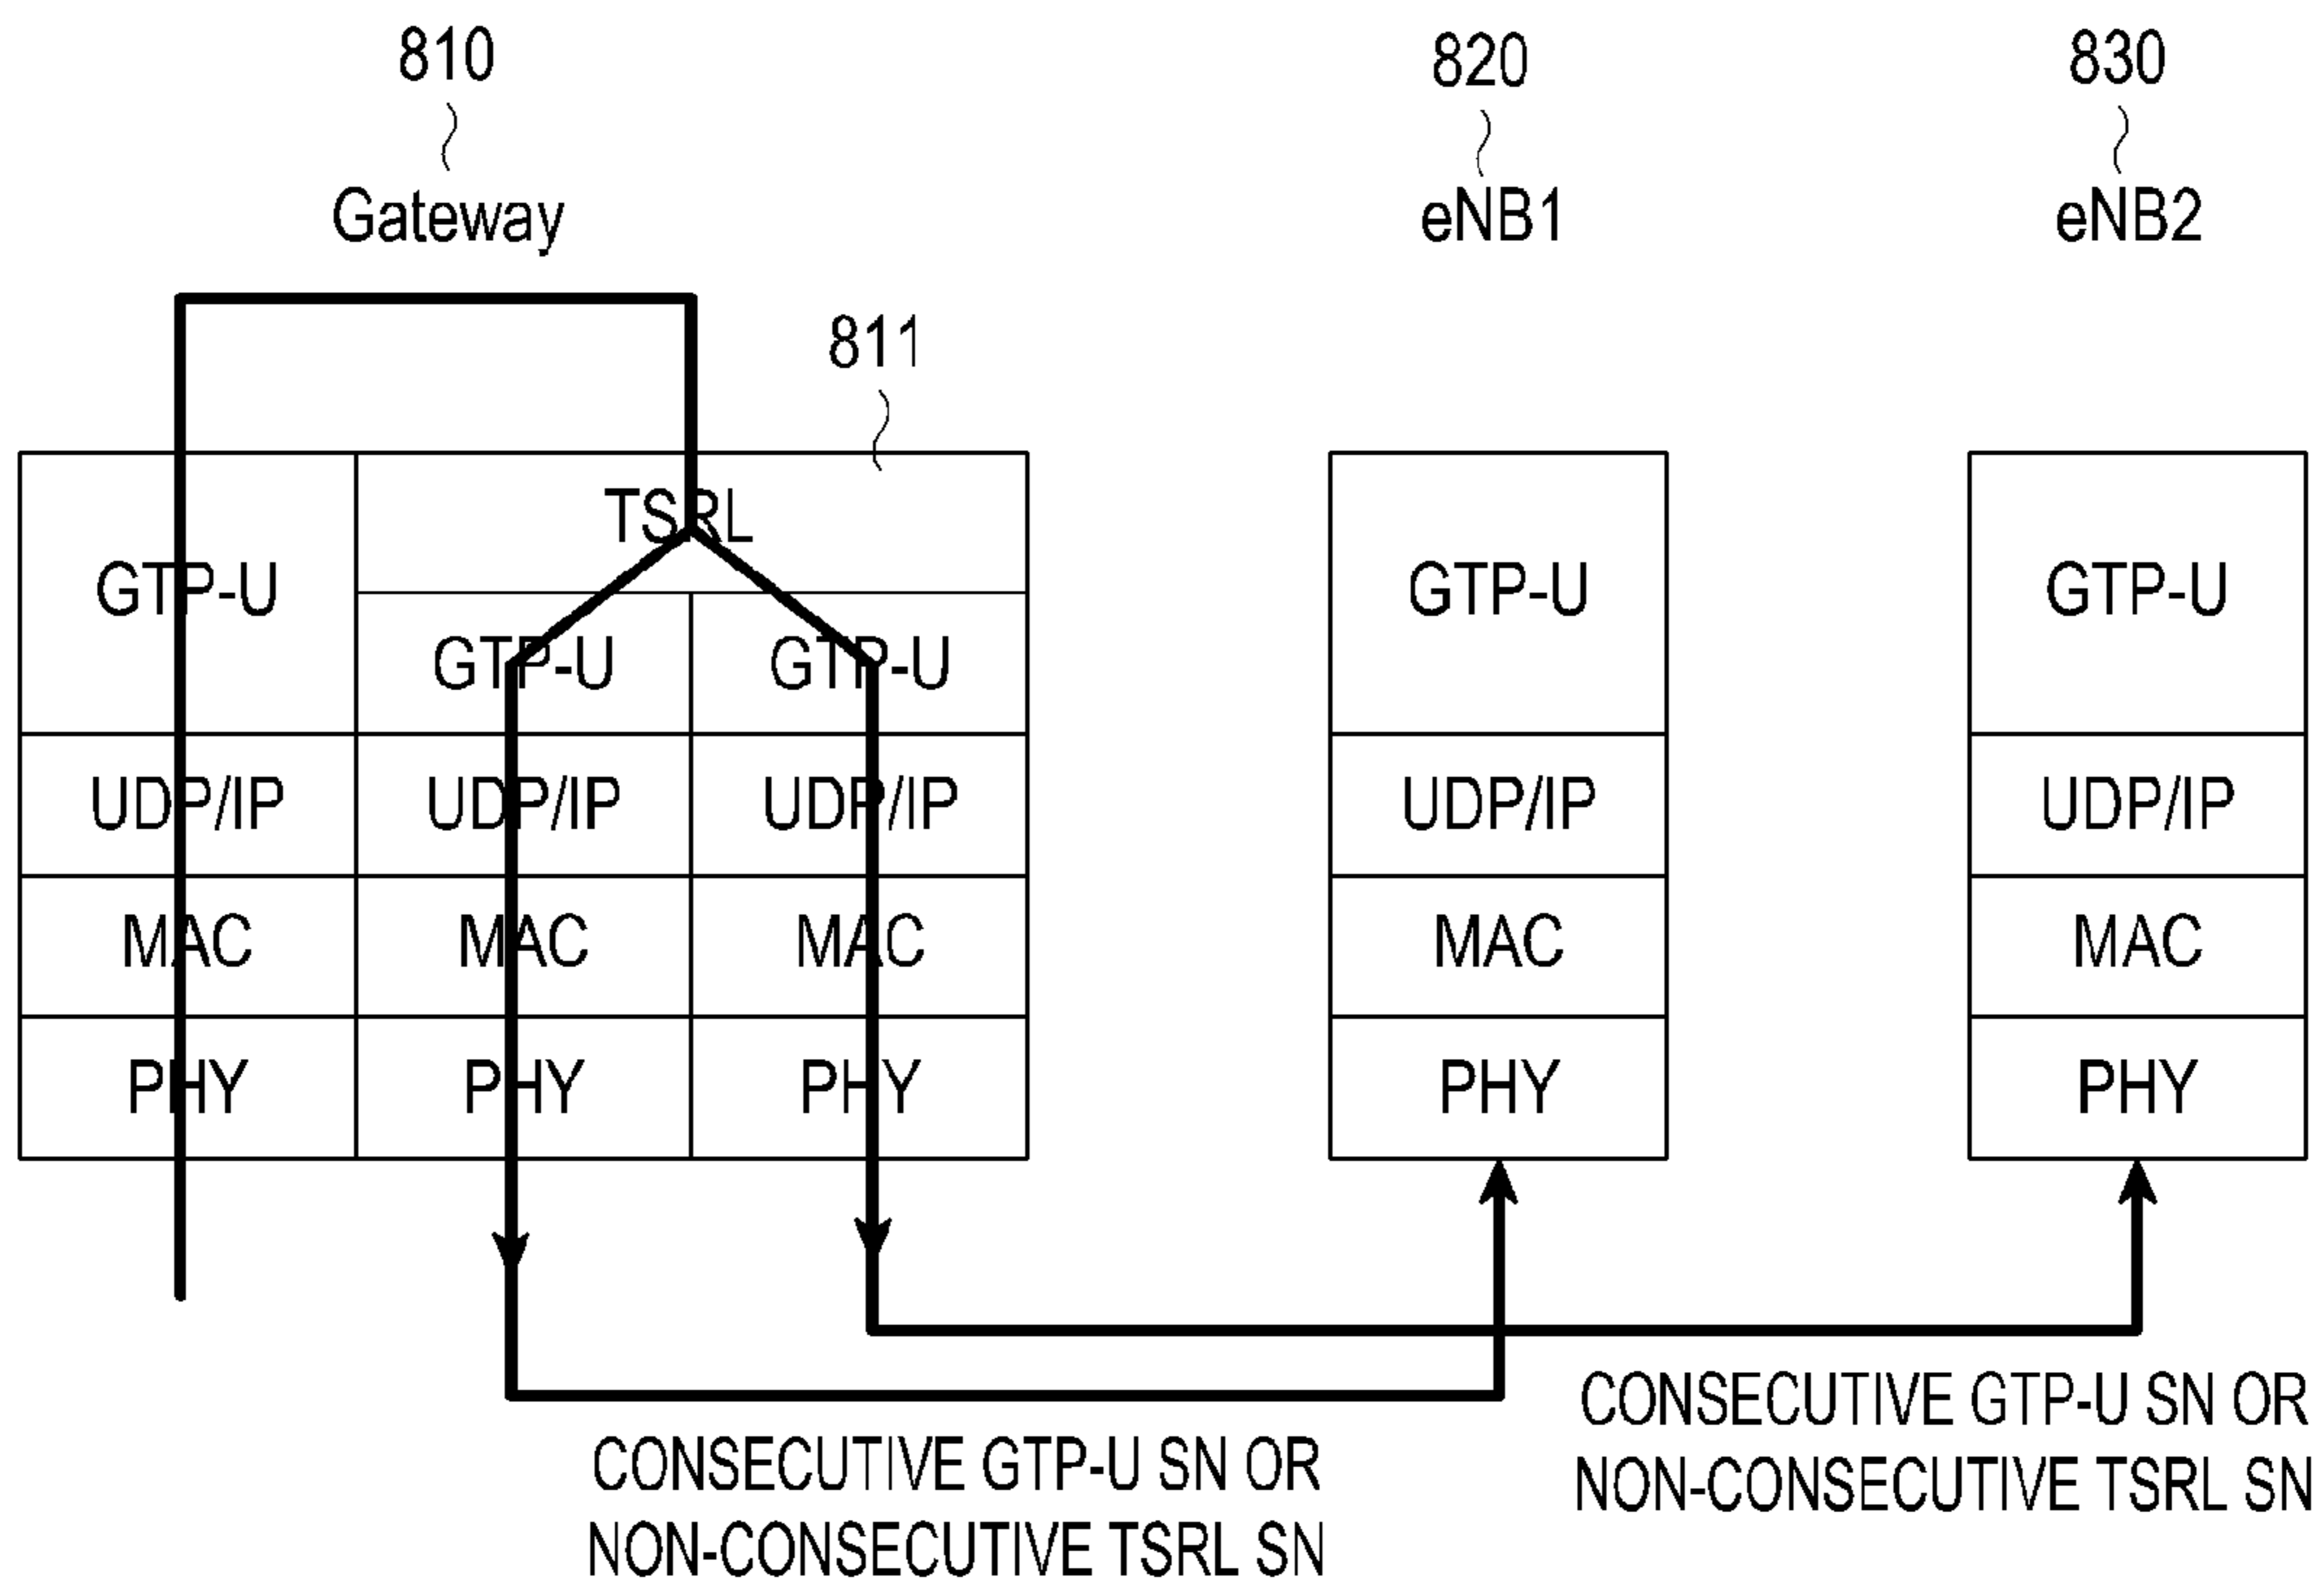 810
820
830
Gateway
eNB1
eNB2
811
TSRL
GTP-U
GTP-U
GTP-U
GTP-U
GTP-U
UDP/IP
UDP/IP
UDP/IP
UDP/IP
UDP/IP
MAC
MAC
MAC
MAC
MAC
PHY
PHY
PHY
PHY
PHY
CONSECUTIVE GTP-U SN OR
NON-CONSECUTIVE TSRL SN
CONSECUTIVE GTP-U SN OR
NON-CONSECUTIVE TSRL SN